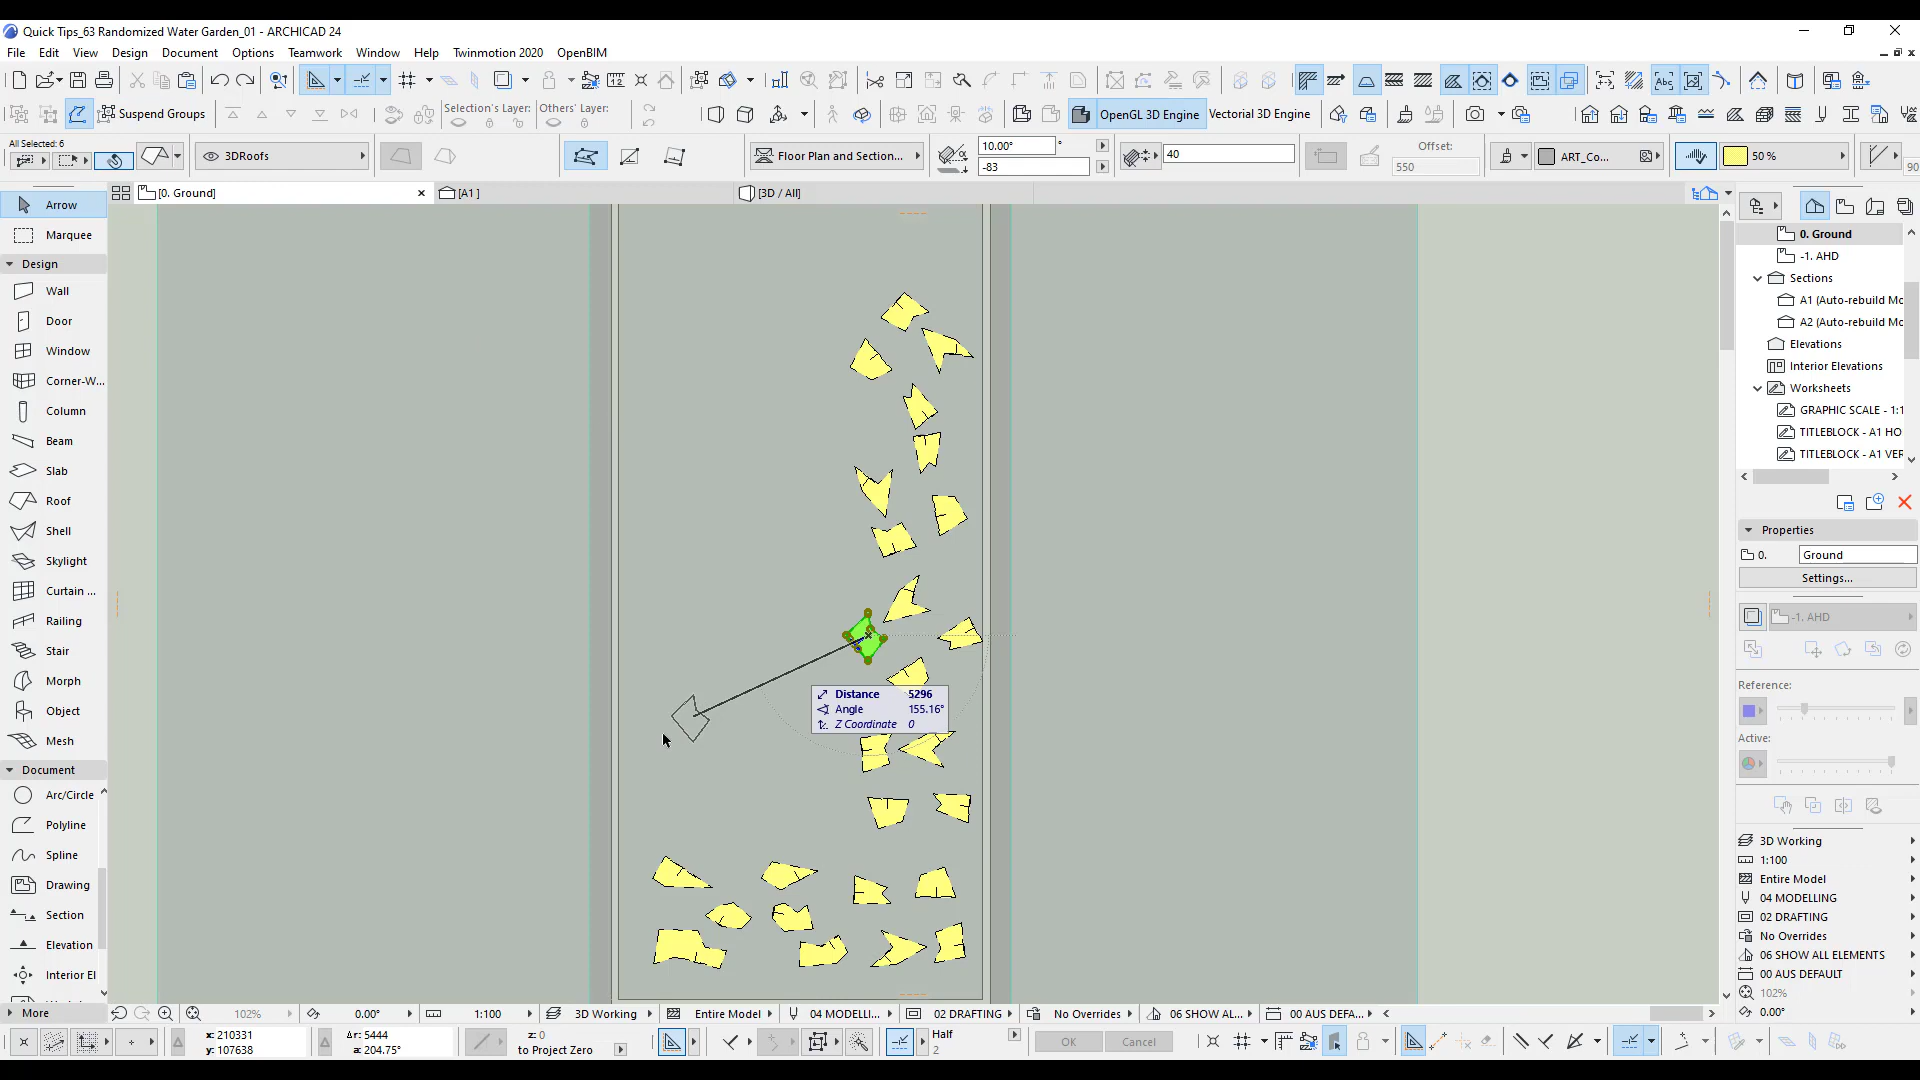 Quick Tips_63 Randomized Water Garden_01 - ARCHICAD 24
File Edit View Design Document Options Teamwork Window Help Twinmotion 2020 OpenBIM
Suspend Groups
Selection's Layer:
Others' Layer:
OpenGL 3D Engine
Vectorial 3D Engine
All Selected: 6
3DRoofs
Floor Plan and Section...
10.00°
°
-83
40
Offset:
550
ART_Co...
50 %
90
[0. Ground]
[A1 ]
[3D / All]
Arrow
Marquee
Design
Wall
Door
Window
Corner-W...
Column
Beam
Slab
Roof
Shell
Skylight
Curtain ...
Railing
Stair
Morph
Object
Mesh
Document
Arc/Circle
Polyline
Spline
Drawing
Section
Elevation
Interior El
More
Distance 5296
Angle 155.16°
Z Coordinate 0
0. Ground
-1. AHD
Sections
A1 (Auto-rebuild Mo
A2 (Auto-rebuild Mo
Elevations
Interior Elevations
Worksheets
GRAPHIC SCALE - 1:1
TITLEBLOCK - A1 HO
TITLEBLOCK - A1 VER
Properties
0.
Ground
Settings...
-1. AHD
Reference:
Active:
3D Working
1:100
Entire Model
04 MODELLING
02 DRAFTING
No Overrides
06 SHOW ALL ELEMENTS
00 AUS DEFAULT
102%
0.00°
102%
0.00°
1:100
3D Working
Entire Model
04 MODELLI...
02 DRAFTING
No Overrides
06 SHOW AL...
00 AUS DEFA...
x: 210331
y: 107638
Δr: 5444
a: 204.75°
z: 0
to Project Zero
Half
2
OK
Cancel